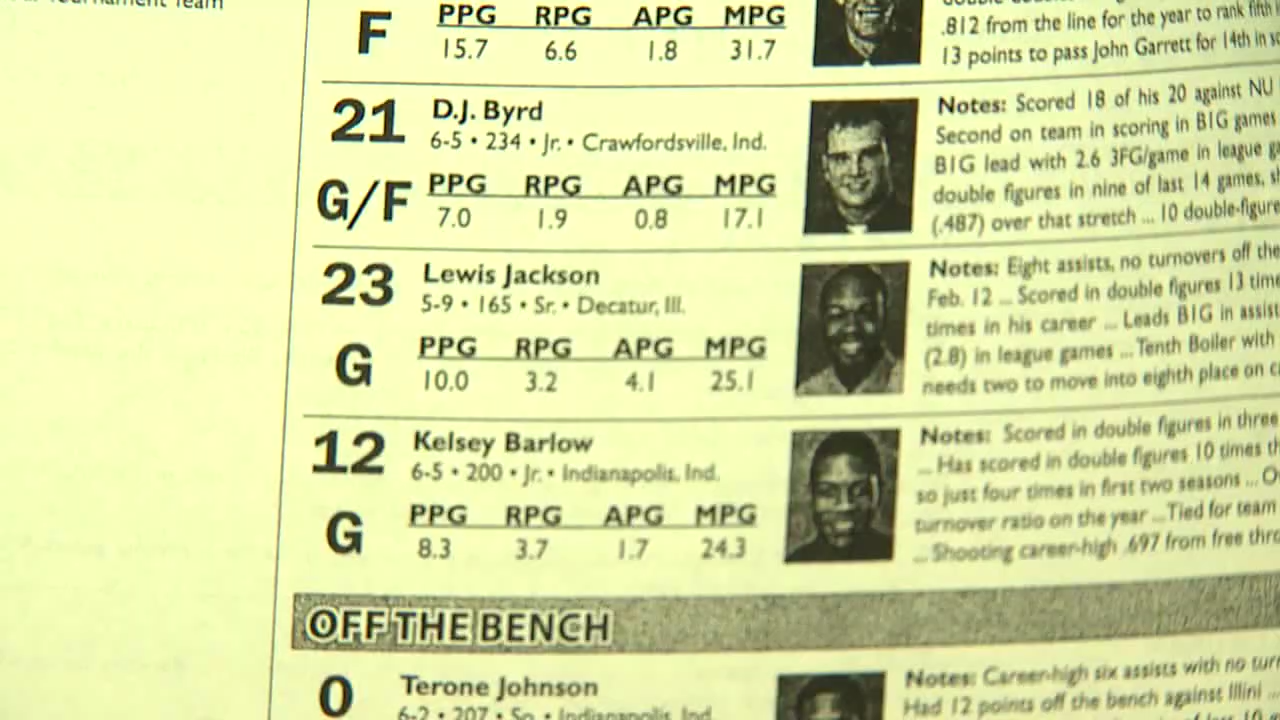 Tournament Team
F
PPG RPG APG MPG
15.7 6.6 1.8 31.7
.812 from the line for the year to rank fifth
13 points to pass John Garrett for 14th in
21
D.J. Byrd
6-5 • 234 • Jr. • Crawfordsville, Ind.
G/F
PPG RPG APG MPG
7.0 1.9 0.8 17.1
Notes: Scored 18 of his 20 against NU
Second on team in scoring in BIG games
BIG lead with 2.6 3FG/game in league
double figures in nine of last 14 games,
(.487) over that stretch ... 10 double-figure
23
Lewis Jackson
5-9 • 165 • Sr. • Decatur, Ill.
G
PPG RPG APG MPG
10.0 3.2 4.1 25.1
Notes: Eight assists, no turnovers off the
Feb. 12 ... Scored in double figures 13
times in his career ... Leads BIG in
(2.8) in league games ... Tenth Boiler with
needs two to move into eighth place on
12
Kelsey Barlow
6-5 • 200 • Jr. • Indianapolis, Ind.
G
PPG RPG APG MPG
8.3 3.7 1.7 24.3
Notes: Scored in double figures in three
... Has scored in double figures 10 times
so just four times in first two seasons ...
turnover ratio on the year ... Tied for team
... Shooting career-high .697 from free
OFF THE BENCH
0
Terone Johnson
6-2 • 207 • So. • Indianapolis, Ind.
Notes: Career-high six assists with no
Had 12 points off the bench against Illini ...